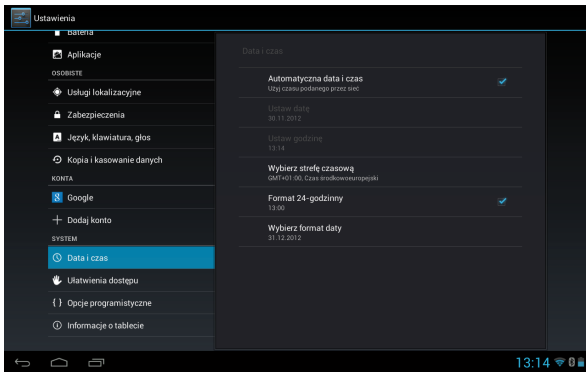 Ustawienia
Bateria
Aplikacje
OSOBISTE
Usługi lokalizacyjne
Zabezpieczenia
Język, klawiatura, głos
Kopia i kasowanie danych
KONTA
Google
Dodaj konto
SYSTEM
Data i czas
Ułatwienia dostępu
{ } Opcje programistyczne
Informacje o tablecie
Data i czas
Automatyczna data i czas
Użyj czasu podanego przez sieć
Ustaw datę
30.11.2012
Ustaw godzinę
13:14
Wybierz strefę czasową
GMT+01:00, Czas środkowoeuropejski
Format 24-godzinny
13:00
Wybierz format daty
31.12.2012
13:14